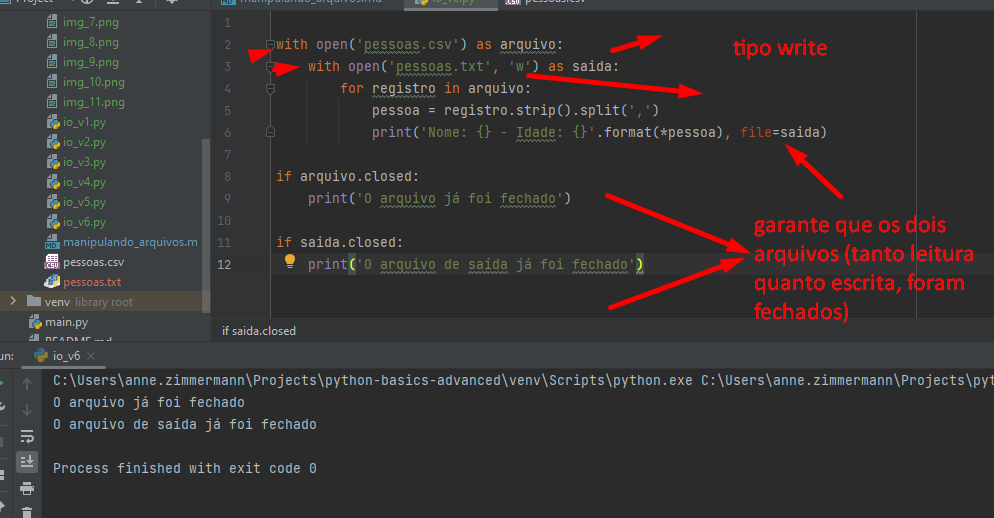 Project
manipulando_arquivos.md
io_v6.py
pessoas.csv
img_7.png
img_8.png
img_9.png
img_10.png
img_11.png
io_v1.py
io_v2.py
io_v3.py
io_v4.py
io_v5.py
io_v6.py
manipulando_arquivos.m
pessoas.csv
pessoas.txt
venv library root
main.py
README.md
1
2 with open('pessoas.csv') as arquivo:
3 with open('pessoas.txt', 'w') as saida:
4 for registro in arquivo:
5 pessoa = registro.strip().split(',')
6 print('Nome: {} - Idade: {}'.format(*pessoa), file=saida)
7
8 if arquivo.closed:
9 print('O arquivo já foi fechado')
10
11 if saida.closed:
12 print('O arquivo de saída já foi fechado')
tipo write
garante que os dois
arquivos (tanto leitura
quanto escrita, foram
fechados)
if saida.closed
un: io_v6
C:\Users\anne.zimmermann\Projects\python-basics-advanced\venv\Scripts\python.exe C:\Users\anne.zimmermann\Projects\pyt
O arquivo já foi fechado
O arquivo de saída já foi fechado
Process finished with exit code 0